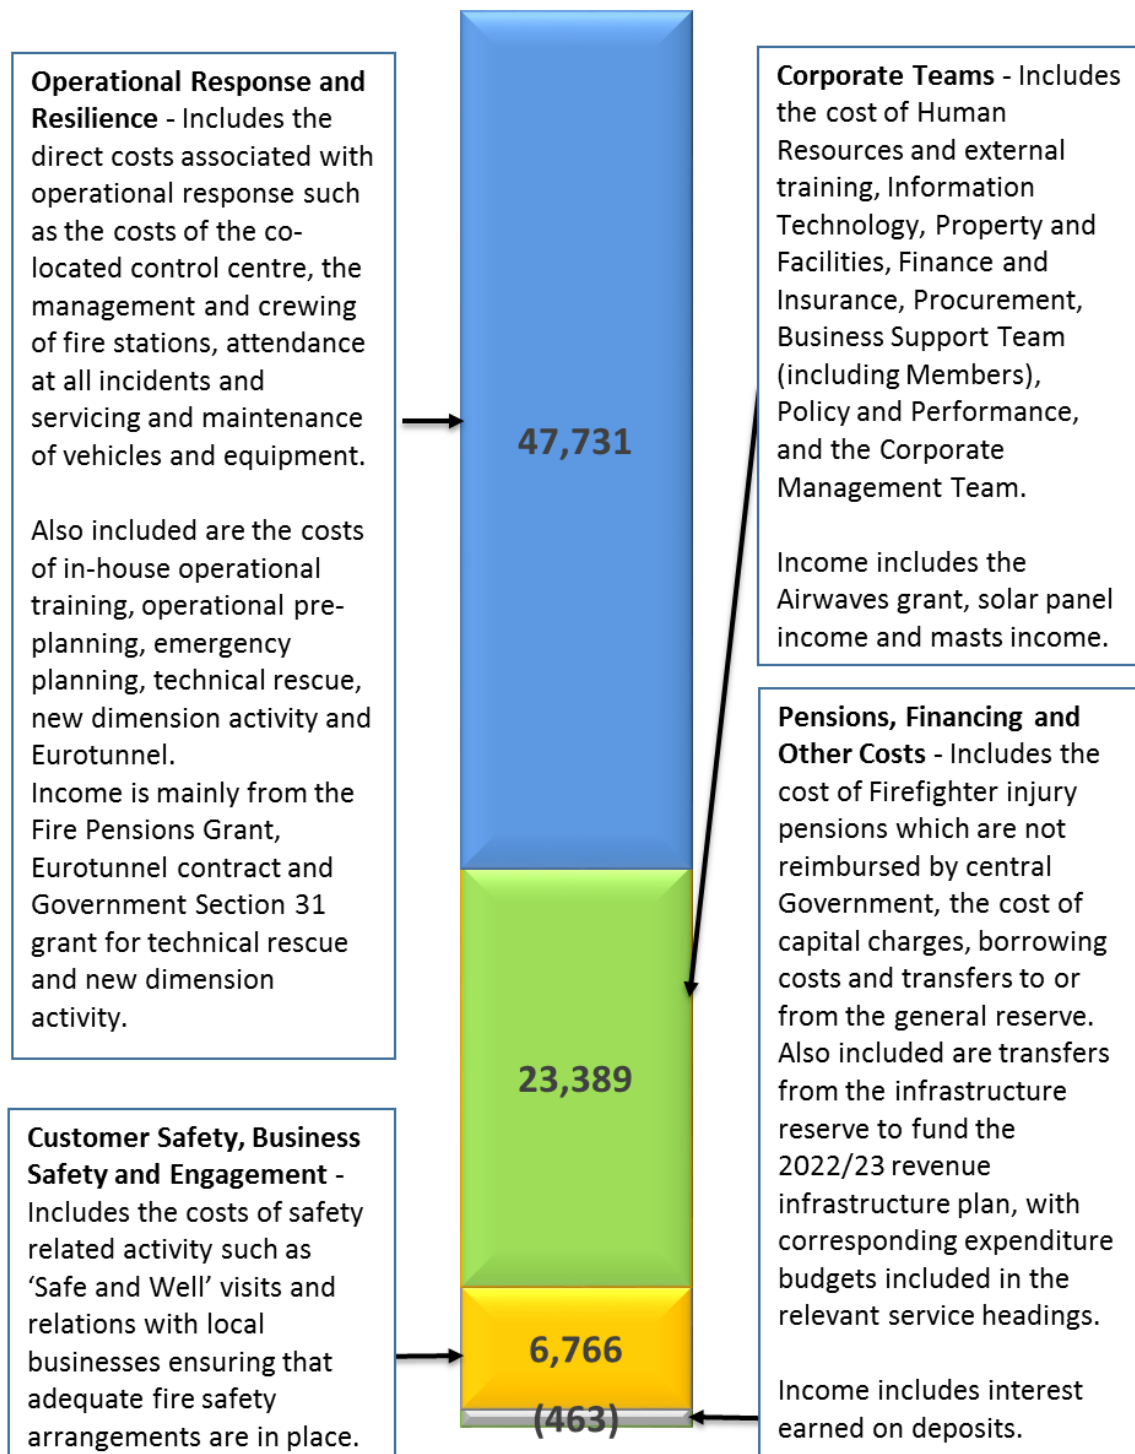 Operational Response and
Resilience - Includes the
direct costs associated with
operational response such
as the costs of the co-
located control centre, the
management and crewing
of fire stations, attendance
at all incidents and
servicing and maintenance
of vehicles and equipment.
Also included are the costs
of in-house operational
training, operational pre-
planning, emergency
planning, technical rescue,
new dimension activity and
Eurotunnel.
Income is mainly from the
Fire Pensions Grant,
Eurotunnel contract and
Government Section 31
grant for technical rescue
and new dimension
activity.
Customer Safety, Business
Safety and Engagement -
Includes the costs of safety
related activity such as
‘Safe and Well’ visits and
relations with local
businesses ensuring that
adequate fire safety
arrangements are in place.
47,731
23,389
6,766
(463)
Corporate Teams - Includes
the cost of Human
Resources and external
training, Information
Technology, Property and
Facilities, Finance and
Insurance, Procurement,
Business Support Team
(including Members),
Policy and Performance,
and the Corporate
Management Team.
Income includes the
Airwaves grant, solar panel
income and masts income.
Pensions, Financing and
Other Costs - Includes the
cost of Firefighter injury
pensions which are not
reimbursed by central
Government, the cost of
capital charges, borrowing
costs and transfers to or
from the general reserve.
Also included are transfers
from the infrastructure
reserve to fund the
2022/23 revenue
infrastructure plan, with
corresponding expenditure
budgets included in the
relevant service headings.
Income includes interest
earned on deposits.